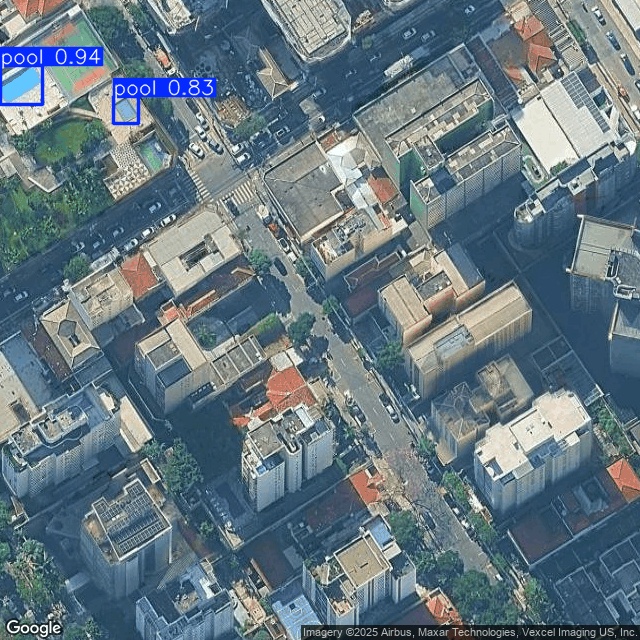 pool 0.94
pool 0.83
Google
Imagery ©2025 Airbus, Maxar Technologies, Vexcel Imaging US, Inc.